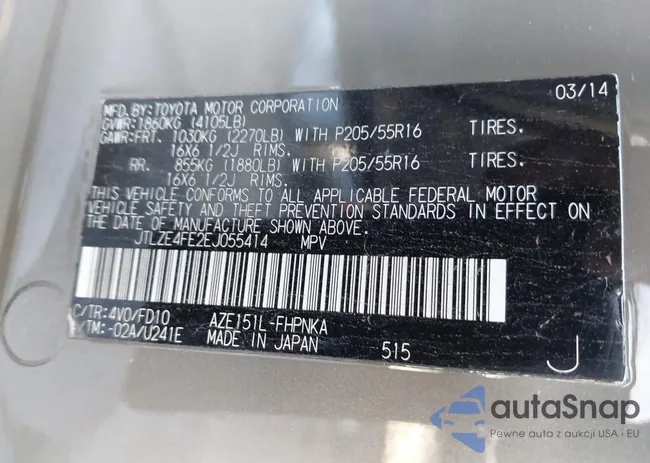 MFD. BY: TOYOTA MOTOR CORPORATION 03/14
GVWR: 1860KG (4105LB)
GAWR: FRT. 1030KG (2270LB) WITH P205/55R16 TIRES.
16X6 1/2J RIMS.
RR. 855KG (1880LB) WITH P205/55R16 TIRES.
16X6 1/2J RIMS.
THIS VEHICLE CONFORMS TO ALL APPLICABLE FEDERAL MOTOR
VEHICLE SAFETY AND THEFT PREVENTION STANDARDS IN EFFECT ON
THE DATE OF MANUFACTURE SHOWN ABOVE.
JTLZE4FE2EJ055414 MPV
C/TR: 4V0/FD10 AZE151L-FHPNKA
A/TM: -02A/U241E MADE IN JAPAN 515 J
autaSnap
Pewne auta z aukcji USA i EU